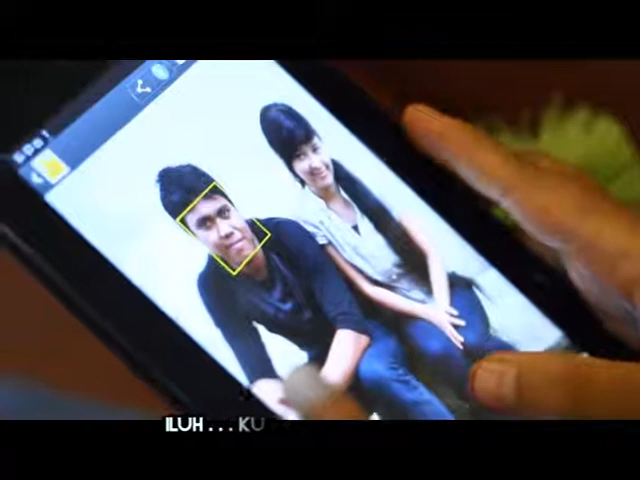 ILUH . . . KU